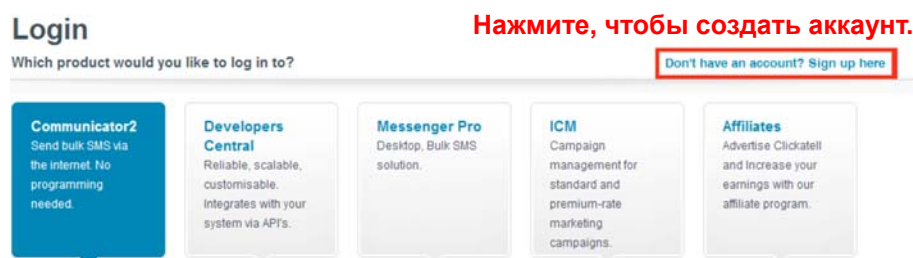 Login
Нажмите, чтобы создать аккаунт.
Which product would you like to log in to?
Don't have an account? Sign up here
Communicator2
Send bulk SMS via
the internet. No
programming
needed.
Developers
Central
Reliable, scalable,
customisable.
Integrates with your
system via API's.
Messenger Pro
Desktop, Bulk SMS
solution.
ICM
Campaign
management for
standard and
premium-rate
marketing
campaigns.
Affiliates
Advertise Clickatell
and Increase your
earnings with our
affiliate program.